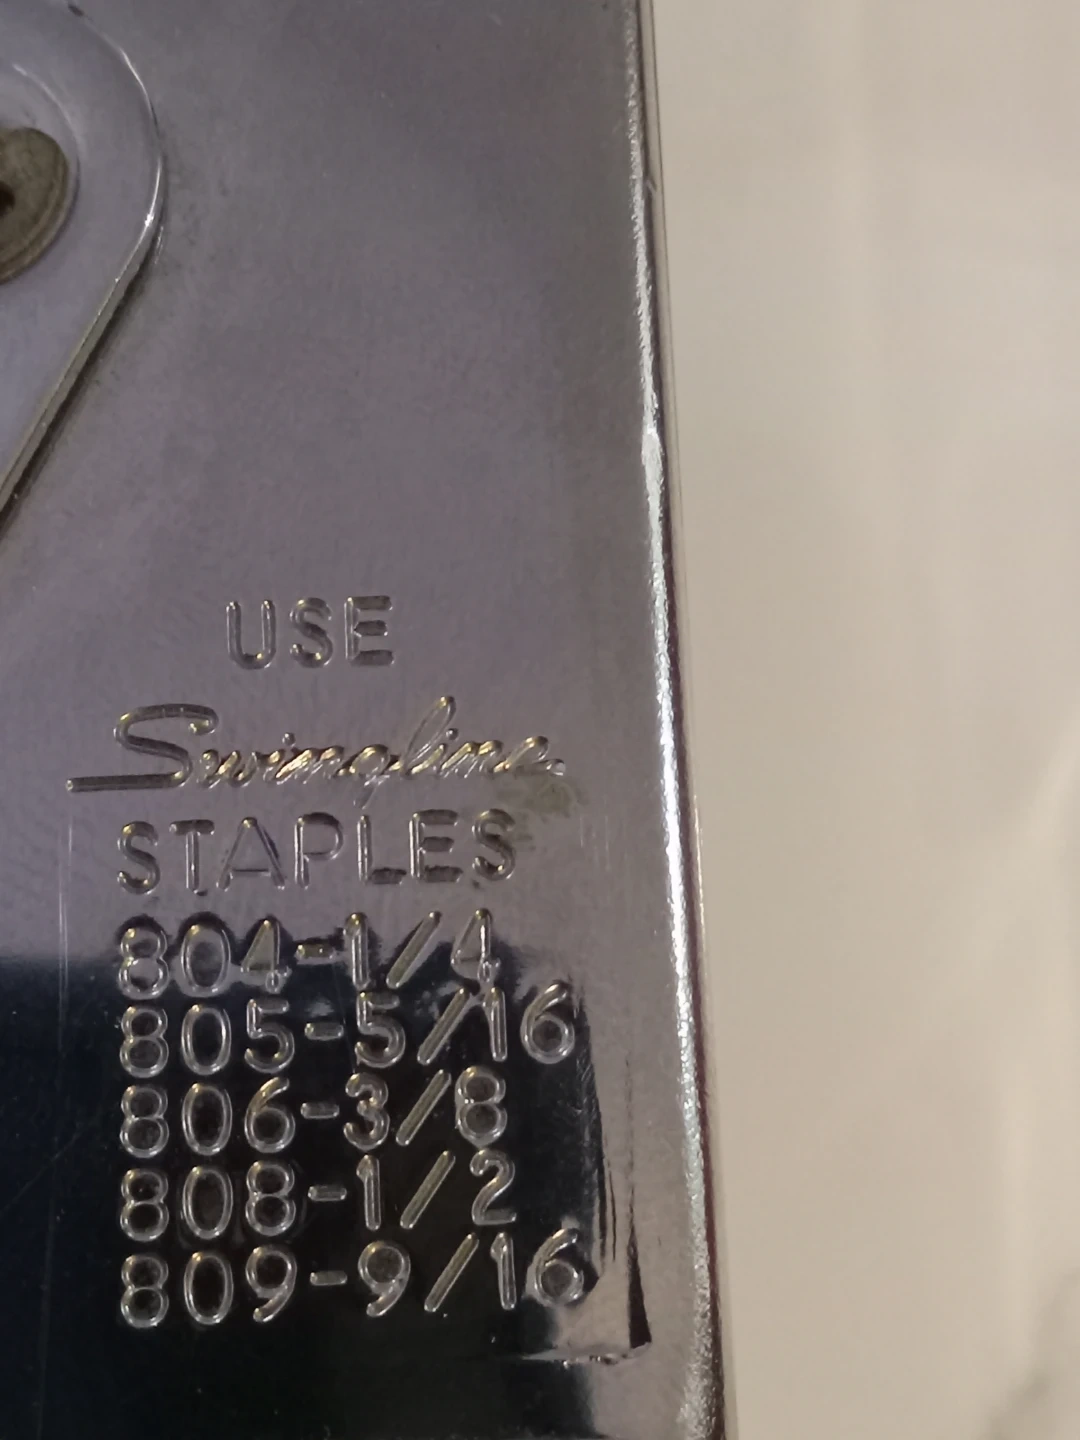 USE
Swingline
STAPLES
804-1/4
805-5/16
806-3/8
808-1/2
809-9/16